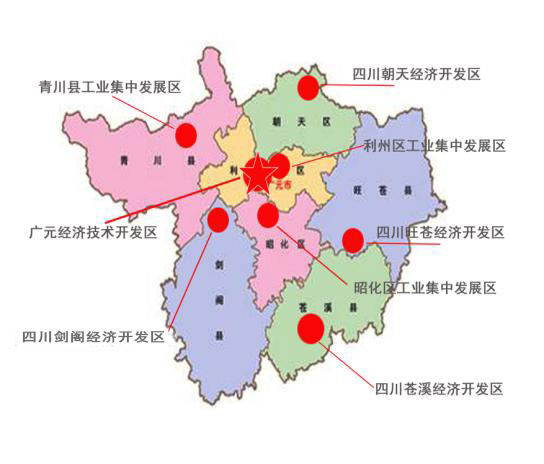 四川朝天经济开发区
青川县工业集中发展区
朝天区
利州区工业集中发展区
青川县
利
区
广元市
旺苍县
广元经济技术开发区
四川旺苍经济开发区
昭化区
剑阁县
昭化区工业集中发展区
苍溪县
四川剑阁经济开发区
四川苍溪经济开发区